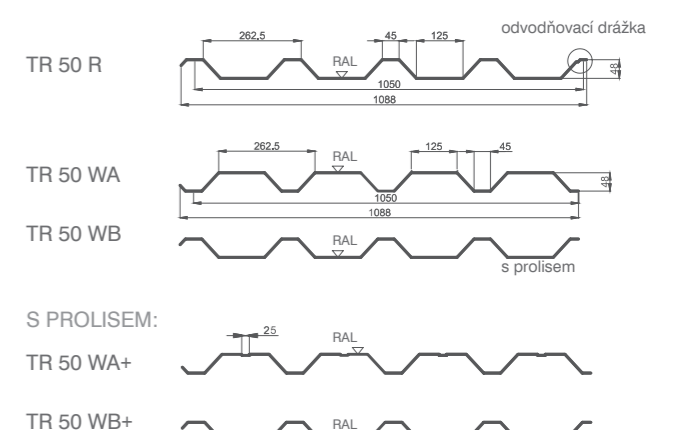 odvodňovací drážka
262,5 45 125
TR 50 R RAL 48
1050
1088
262,5 RAL 125 45
TR 50 WA 48
1050
1088
TR 50 WB RAL
s prolisem
S PROLISEM:
25 RAL
TR 50 WA+
TR 50 WB+ RAL